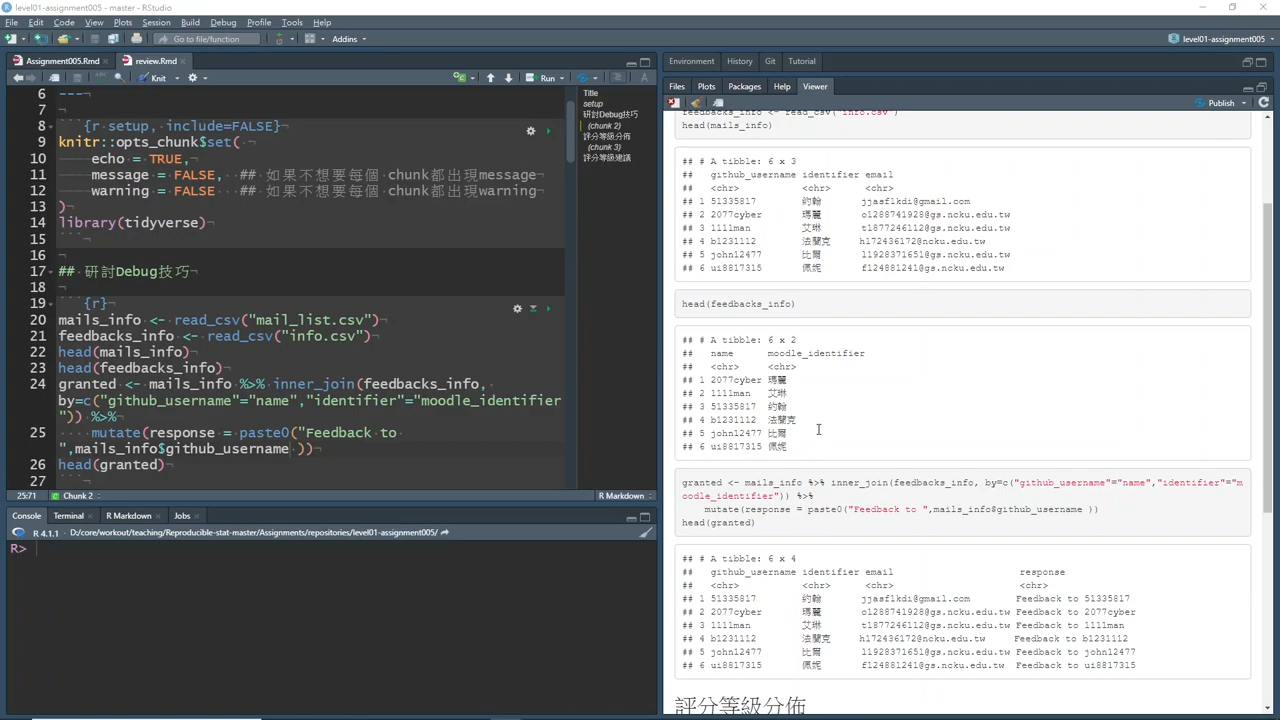 level01-assignment005 - master - RStudio
File Edit Code View Plots Session Build Debug Profile Tools Help
Go to file/function
Addins
level01-assignment005
Assignment005.Rmd
review.Rmd
Knit
Run
6 ---
7
8 ```{r setup, include=FALSE}
9 knitr::opts_chunk$set(
10 echo = TRUE,
11 message = FALSE, ## 如果不想要每個 chunk都出現message
12 warning = FALSE ## 如果不想要每個 chunk都出現warning
13 )
14 library(tidyverse)
15 ```
16
17 ## 研討Debug技巧
18
19 ```{r}
20 mails_info <- read_csv("mail_list.csv")
21 feedbacks_info <- read_csv("info.csv")
22 head(mails_info)
23 head(feedbacks_info)
24 granted <- mails_info %>% inner_join(feedbacks_info,
by=c("github_username"="name","identifier"="moodle_identifier
")) %>%
25 mutate(response = paste0("Feedback to
",mails_info$github_username ))
26 head(granted)
27 ```
25:71 Chunk 2
R Markdown
Title
setup
研討Debug技巧
(chunk 2)
評分等級分佈
(chunk 3)
評分等級建議
Console Terminal R Markdown Jobs
R 4.1.1 · D:/core/workout/teaching/Reproducible-stat-master/Assignments/repositories/level01-assignment005/
R>
Environment History Git Tutorial
Files Plots Packages Help Viewer
Publish
feedbacks_info <- read_csv("info.csv")
head(mails_info)
## # A tibble: 6 x 3
## github_username identifier email
## <chr> <chr> <chr>
## 1 51335817 約翰 jjasf1kdi@gmail.com
## 2 2077cyber 瑪麗 o1288741928@gs.ncku.edu.tw
## 3 1111man 艾琳 t1877246112@gs.ncku.edu.tw
## 4 b1231112 法蘭克 h172436172@ncku.edu.tw
## 5 john12477 比爾 l1928371651@gs.ncku.edu.tw
## 6 ui8817315 佩妮 f124881241@gs.ncku.edu.tw
head(feedbacks_info)
## # A tibble: 6 x 2
## name moodle_identifier
## <chr> <chr>
## 1 2077cyber 瑪麗
## 2 1111man 艾琳
## 3 51335817 約翰
## 4 b1231112 法蘭克
## 5 john12477 比爾
## 6 ui8817315 佩妮
granted <- mails_info %>% inner_join(feedbacks_info, by=c("github_username"="name","identifier"="m
oodle_identifier")) %>%
mutate(response = paste0("Feedback to ",mails_info$github_username ))
head(granted)
## # A tibble: 6 x 4
## github_username identifier email response
## <chr> <chr> <chr> <chr>
## 1 51335817 約翰 jjasf1kdi@gmail.com Feedback to 51335817
## 2 2077cyber 瑪麗 o1288741928@gs.ncku.edu.tw Feedback to 2077cyber
## 3 1111man 艾琳 t1877246112@gs.ncku.edu.tw Feedback to 1111man
## 4 b1231112 法蘭克 h172436172@ncku.edu.tw Feedback to b1231112
## 5 john12477 比爾 l1928371651@gs.ncku.edu.tw Feedback to john12477
## 6 ui8817315 佩妮 f124881241@gs.ncku.edu.tw Feedback to ui8817315
評分等級分佈